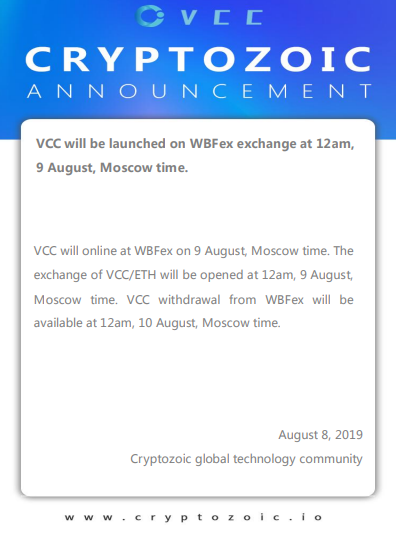 VCC
CRYPTOZOIC
ANNOUNCEMENT
VCC will be launched on WBFex exchange at 12am,
9 August, Moscow time.
VCC will online at WBFex on 9 August, Moscow time. The
exchange of VCC/ETH will be opened at 12am, 9 August,
Moscow time. VCC withdrawal from WBFex will be
available at 12am, 10 August, Moscow time.
August 8, 2019
Cryptozoic global technology community
www.cryptozoic.io